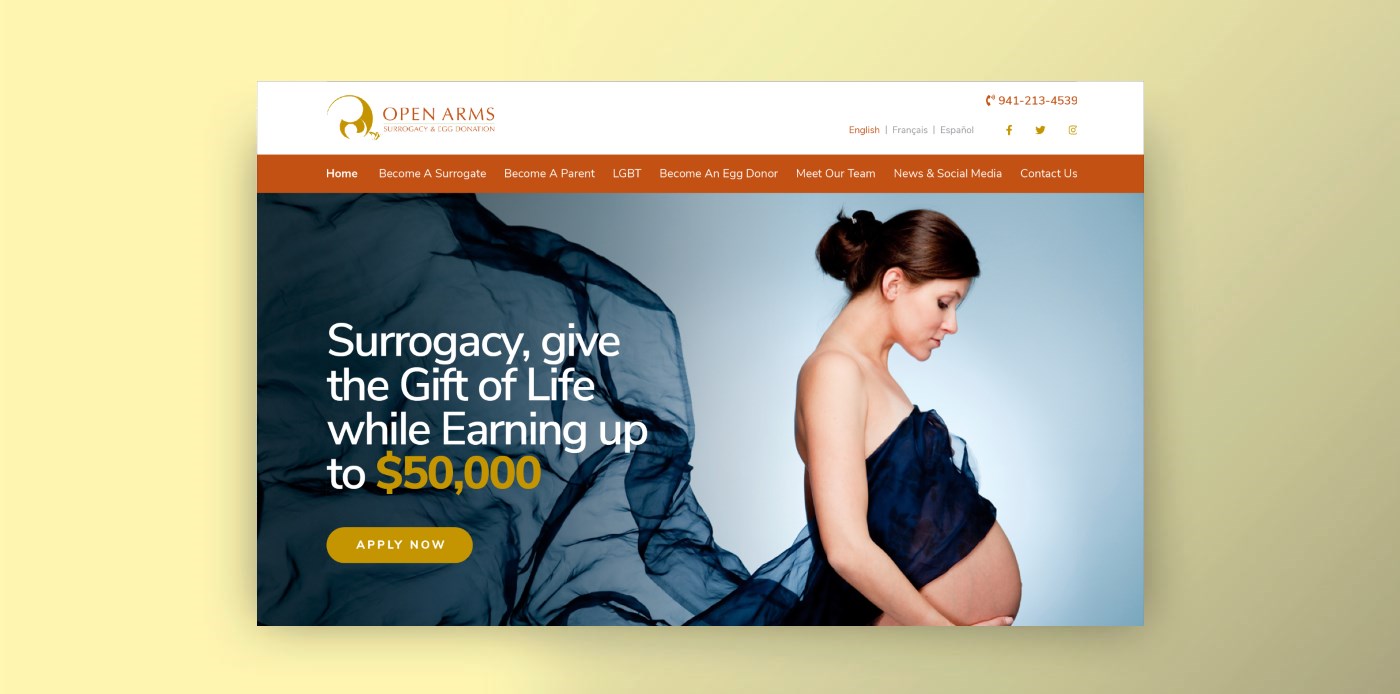 OPEN ARMS
SURROGACY & EGG DONATION
941-213-4539
English | Français | Español
Home Become A Surrogate Become A Parent LGBT Become An Egg Donor Meet Our Team News & Social Media Contact Us
Surrogacy, give
the Gift of Life
while Earning up
to $50,000
APPLY NOW